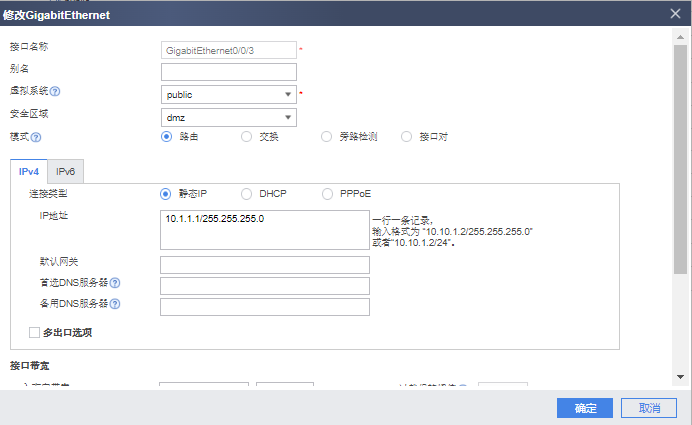 修改GigabitEthernet
接口名称 GigabitEthernet0/0/3 *
别名
虚拟系统 public *
安全区域 dmz
模式 路由 交换 旁路检测 接口对
IPv4 IPv6
连接类型 静态IP DHCP PPPoE
IP地址 10.1.1.1/255.255.255.0 一行一条记录,
输入格式为 "10.10.1.2/255.255.255.0"
或者"10.10.1.2/24"。
默认网关
首选DNS服务器
备用DNS服务器
多出口选项
接口带宽
确定 取消